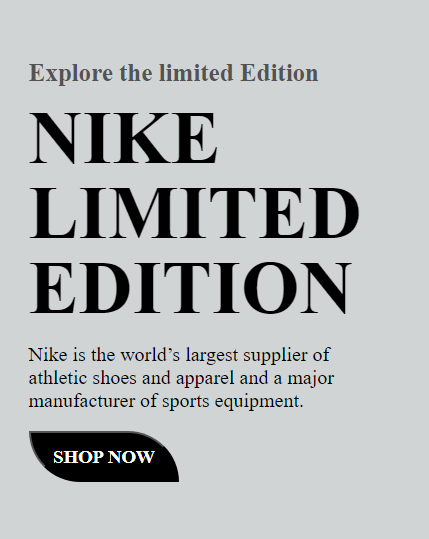 Explore the limited Edition
NIKE
LIMITED
EDITION
Nike is the world’s largest supplier of
athletic shoes and apparel and a major
manufacturer of sports equipment.
SHOP NOW